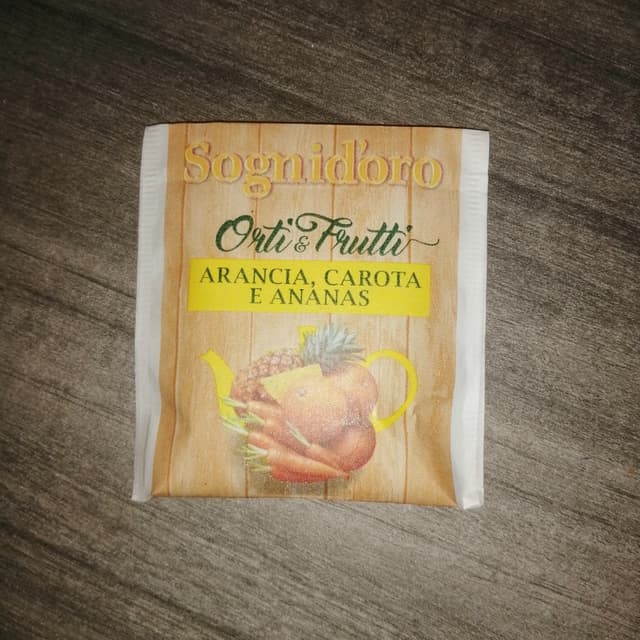 Sognid'oro
Orti & Frutti
ARANCIA, CAROTA
E ANANAS